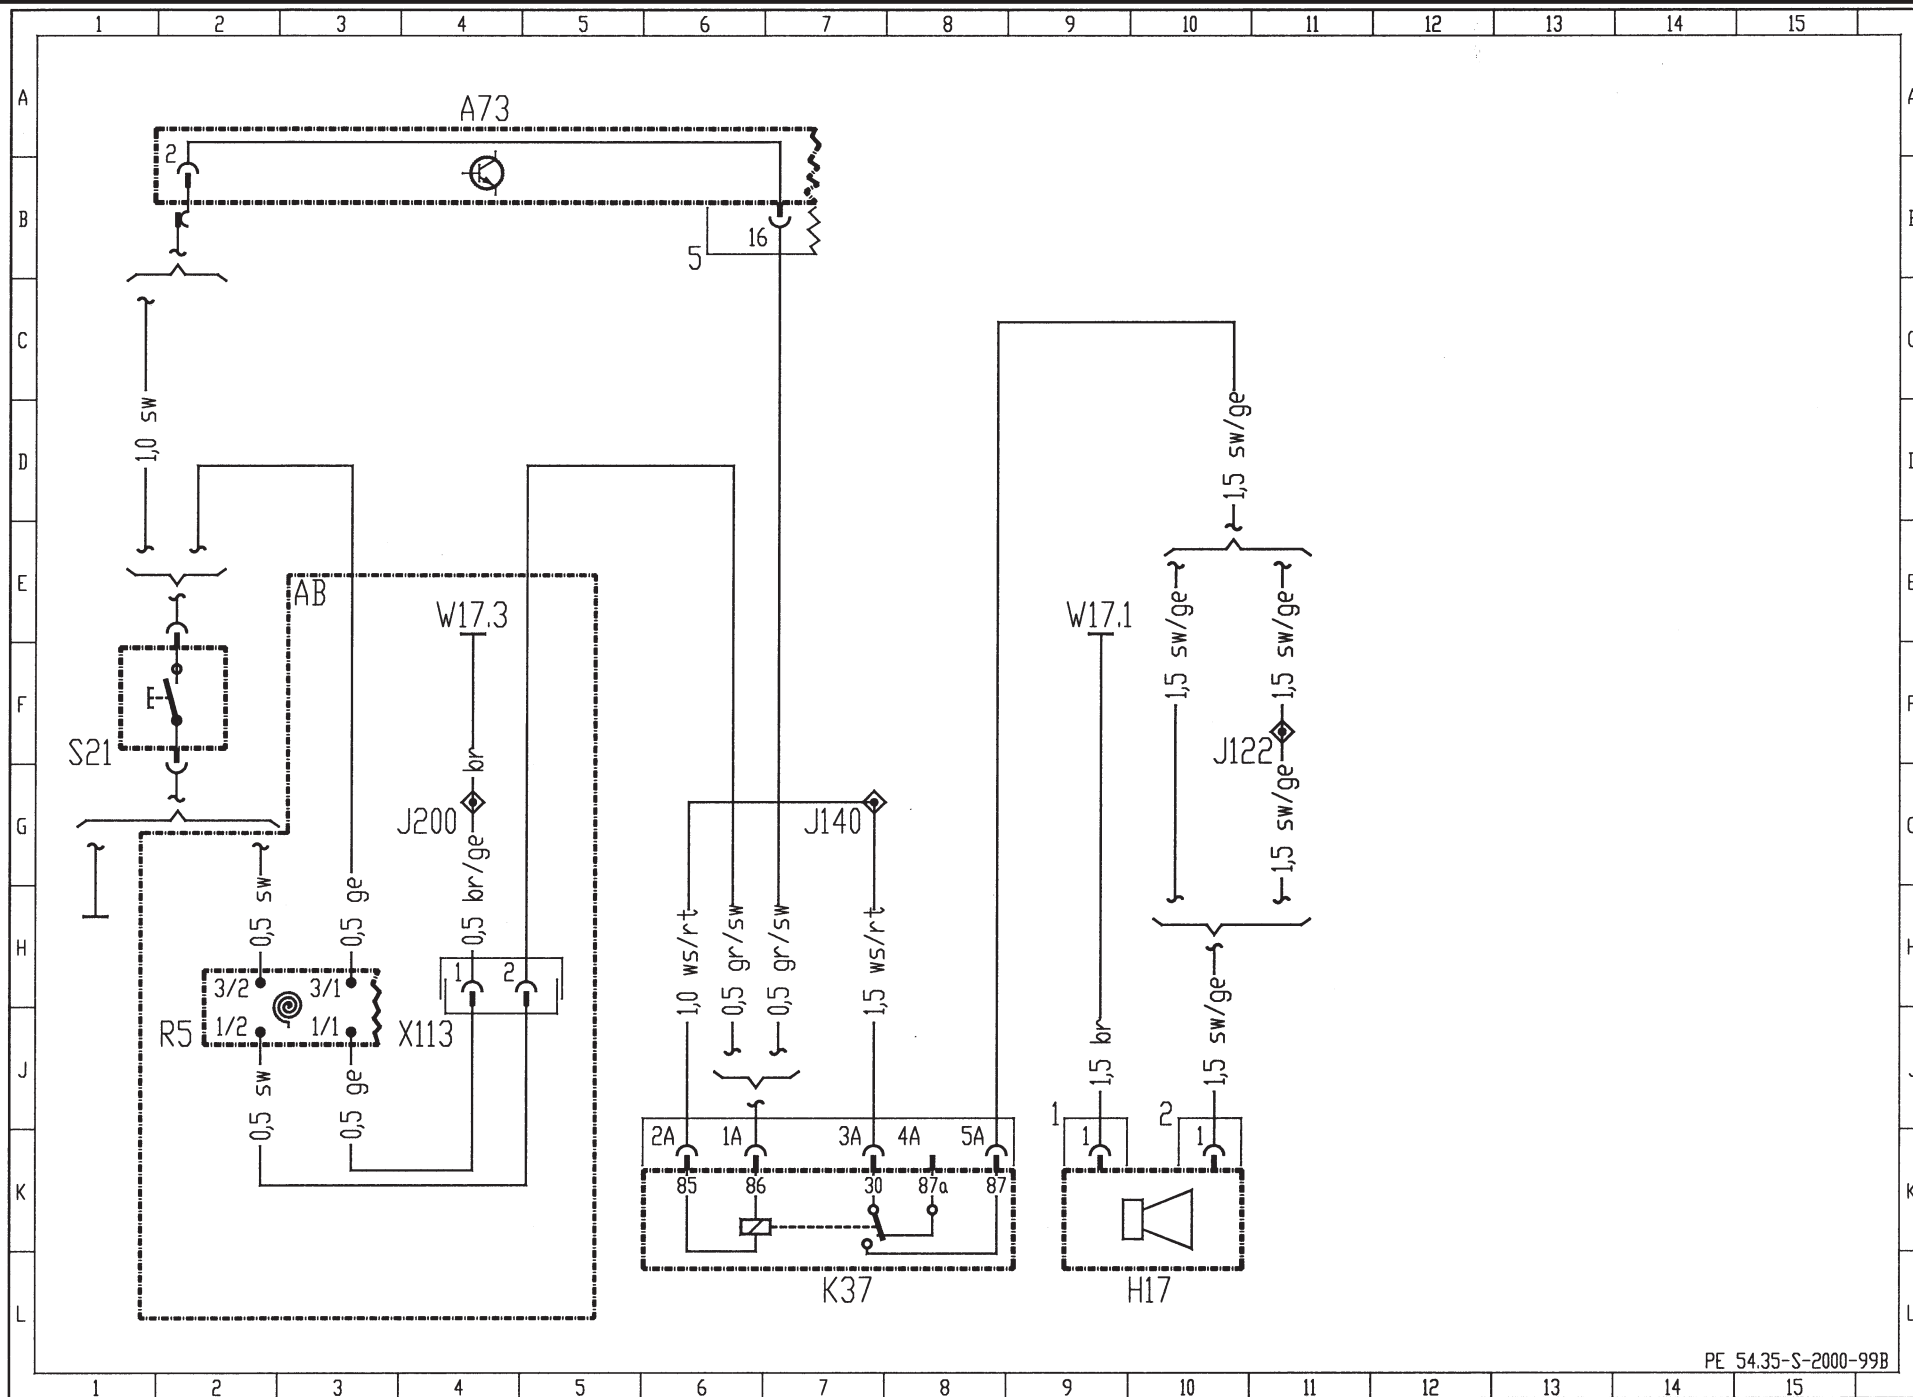 1 2 3 4 5 6 7 8 9 10 11 12 13 14 15
A
A73
2
B
16
5
C
1,0 sw
1,5 sw/ge
D
E
AB
W17.3
W17.1
1,5 sw/ge
1,5 sw/ge
F
S21
br
J122
J200
J140
G
1,5 sw/ge
0,5 sw
0,5 ge
0,5 br/ge
1,0 ws/rt
0,5 gr/sw
0,5 gr/sw
1,5 ws/rt
H
3/2
3/1
1
2
R5
1/2
1/1
X113
1,5 br
1,5 sw/ge
J
0,5 sw
0,5 ge
1
2
2A 1A 3A 4A 5A
1
1
K
85 86 30 87a 87
K37
H17
L
PE 54.35-S-2000-99B
1 2 3 4 5 6 7 8 9 10 11 12 13 14 15